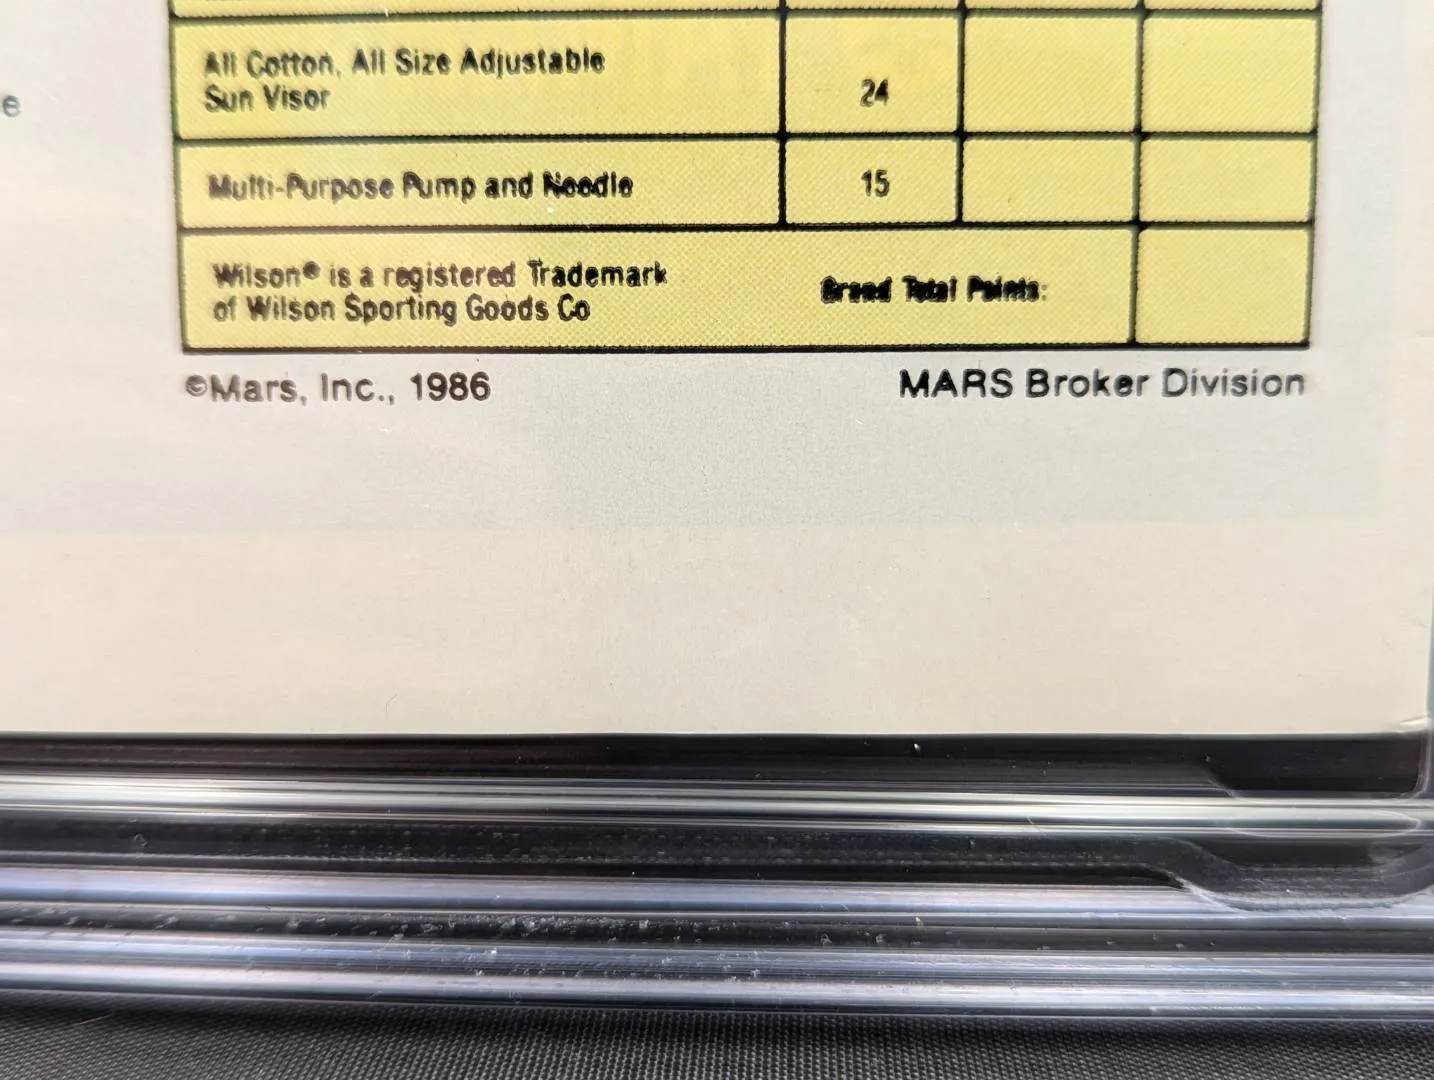 e
All Cotton, All Size Adjustable
Sun Visor
24
Multi-Purpose Pump and Needle
15
Wilson® is a registered Trademark
of Wilson Sporting Goods Co
Grand Total Points:
©Mars, Inc., 1986
MARS Broker Division